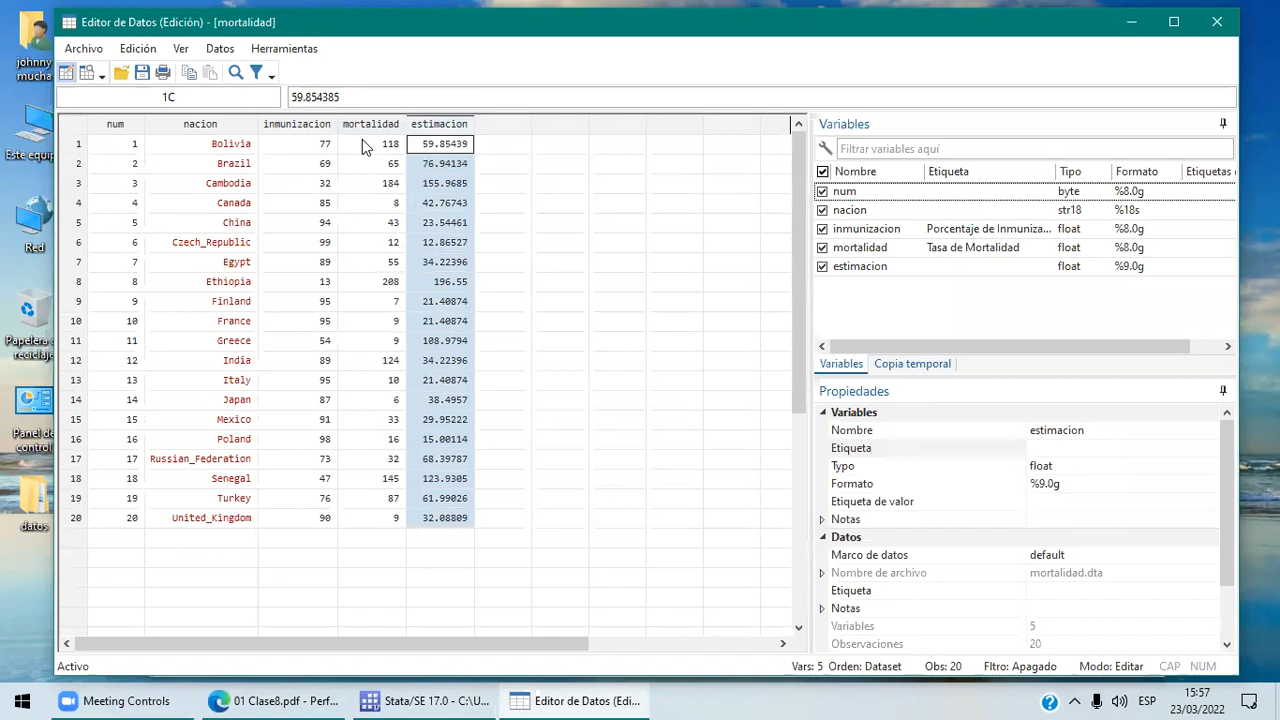 johnny
mucha
Este equip
Red
Papelera d
reciclaje
Panel de
control
datos
Editor de Datos (Edición) - [mortalidad]
Archivo Edición Ver Datos Herramientas
1C 59.854385
num nacion inmunizacion mortalidad estimacion
1 1 Bolivia 77 118 59.85439
2 2 Brazil 69 65 76.94134
3 3 Cambodia 32 184 155.9685
4 4 Canada 85 8 42.76743
5 5 China 94 43 23.54461
6 6 Czech_Republic 99 12 12.86527
7 7 Egypt 89 55 34.22396
8 8 Ethiopia 13 208 196.55
9 9 Finland 95 7 21.40874
10 10 France 95 9 21.40874
11 11 Greece 54 9 108.9794
12 12 India 89 124 34.22396
13 13 Italy 95 10 21.40874
14 14 Japan 87 6 38.4957
15 15 Mexico 91 33 29.95222
16 16 Poland 98 16 15.00114
17 17 Russian_Federation 73 32 68.39787
18 18 Senegal 47 145 123.9305
19 19 Turkey 76 87 61.99026
20 20 United_Kingdom 90 9 32.08809
Variables
Filtrar variables aquí
Nombre Etiqueta Tipo Formato Etiquetas
num byte %8.0g
nacion str18 %18s
inmunizacion Porcentaje de Inmuniza... float %8.0g
mortalidad Tasa de Mortalidad float %8.0g
estimacion float %9.0g
Variables Copia temporal
Propiedades
Variables
Nombre estimacion
Etiqueta
Typo float
Formato %9.0g
Etiqueta de valor
Notas
Datos
Marco de datos default
Nombre de archivo mortalidad.dta
Etiqueta
Notas
Variables 5
Observaciones 20
Activo Vars: 5 Orden: Dataset Obs: 20 Fltro: Apagado Modo: Editar CAP NUM
Meeting Controls 01 Clase8.pdf - Perf... Stata/SE 17.0 - C:\U... Editor de Datos (Edi... ESP 15:57
23/03/2022